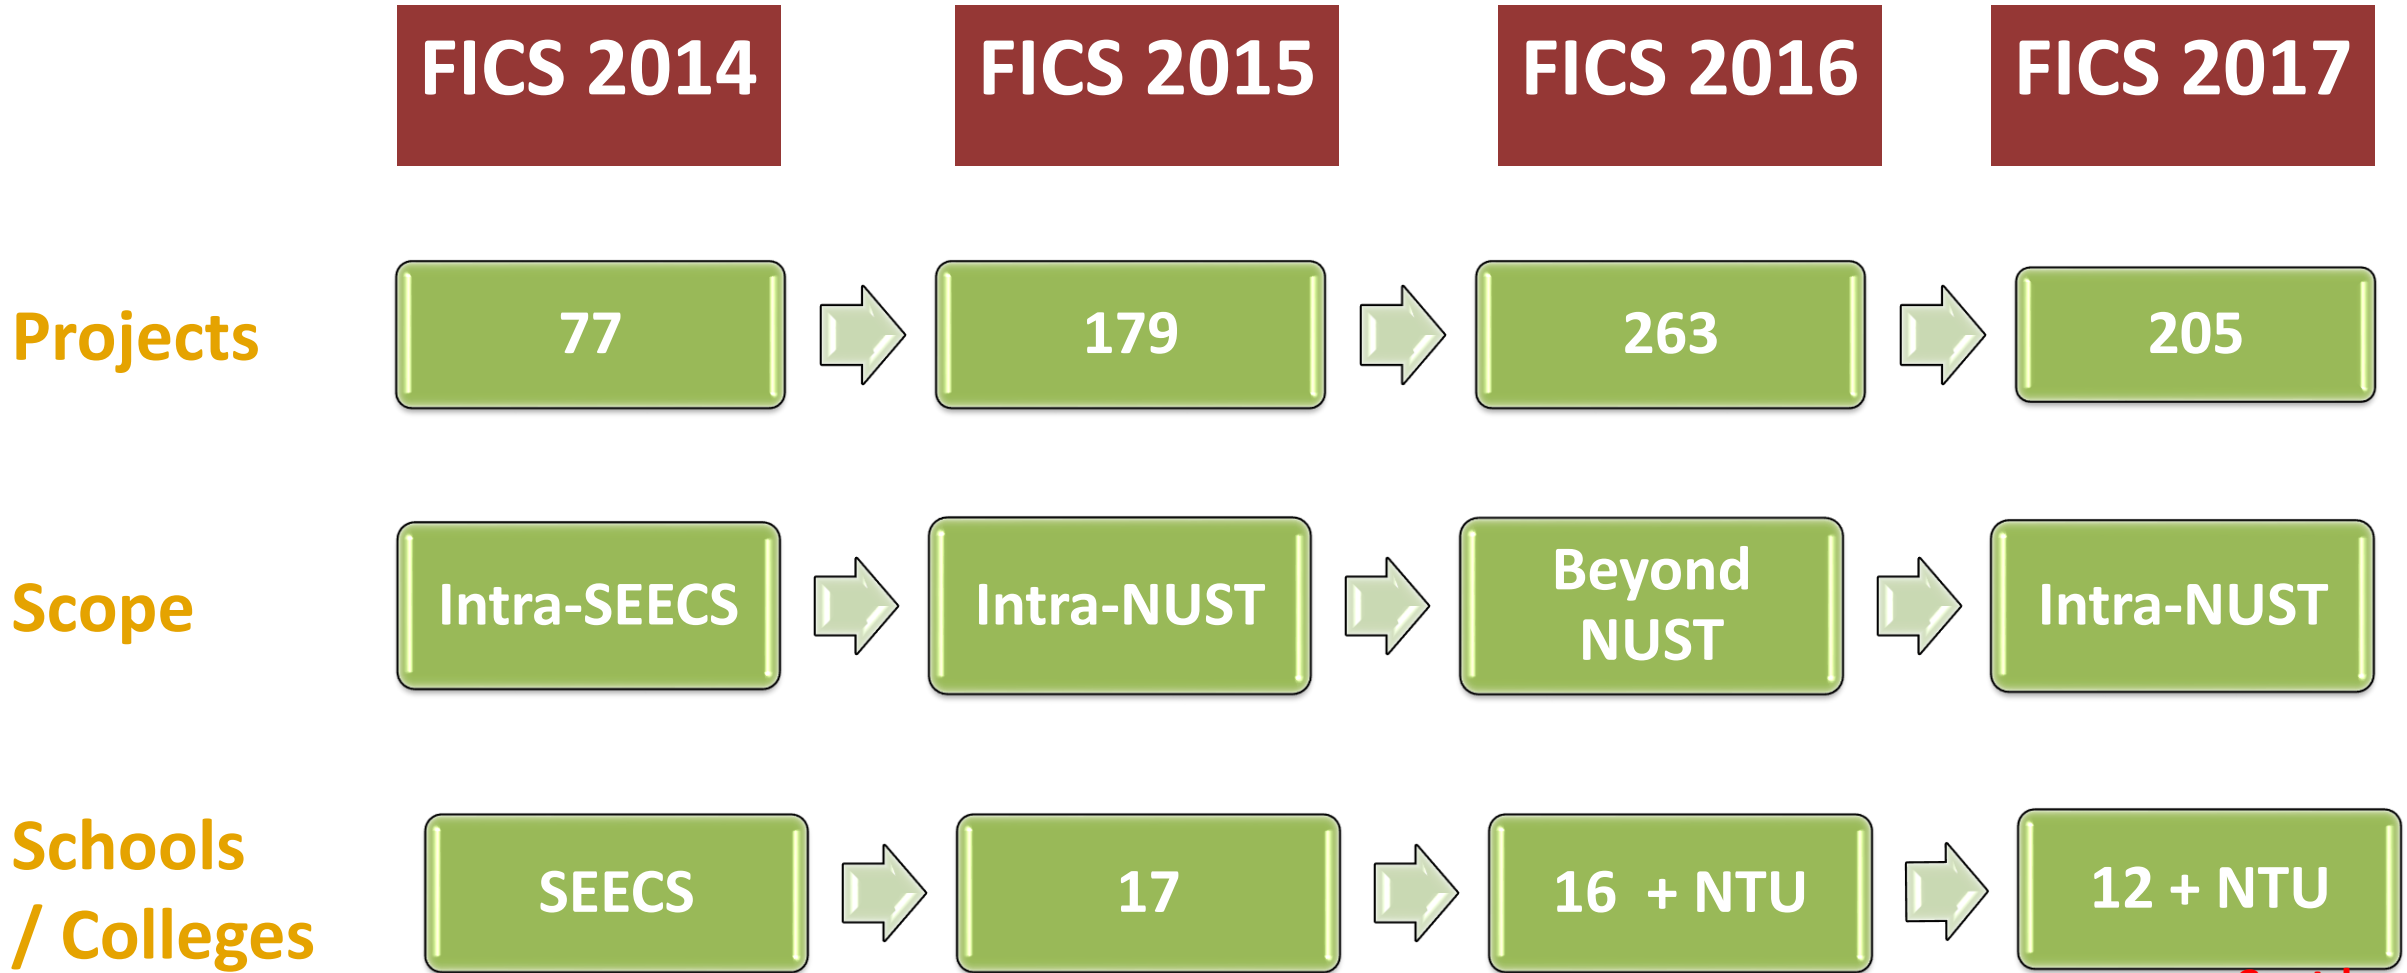 FICS 2014
FICS 2015
FICS 2016
FICS 2017
Projects
77
179
263
205
Scope
Intra-SEECS
Intra-NUST
Beyond
NUST
Intra-NUST
Schools
/ Colleges
SEECS
17
16 + NTU
12 + NTU